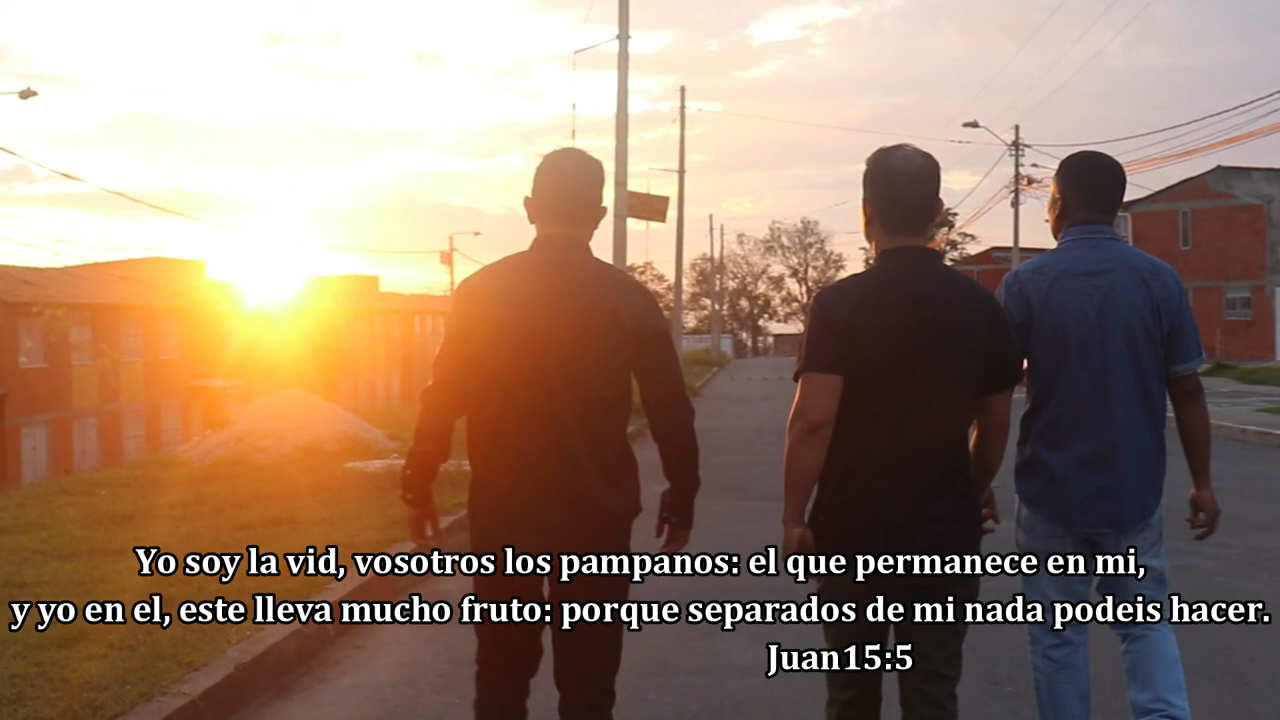 Yo soy la vid, vosotros los pampanos: el que permanece en mi,
y yo en el, este lleva mucho fruto: porque separados de mi nada podeis hacer.
Juan15:5